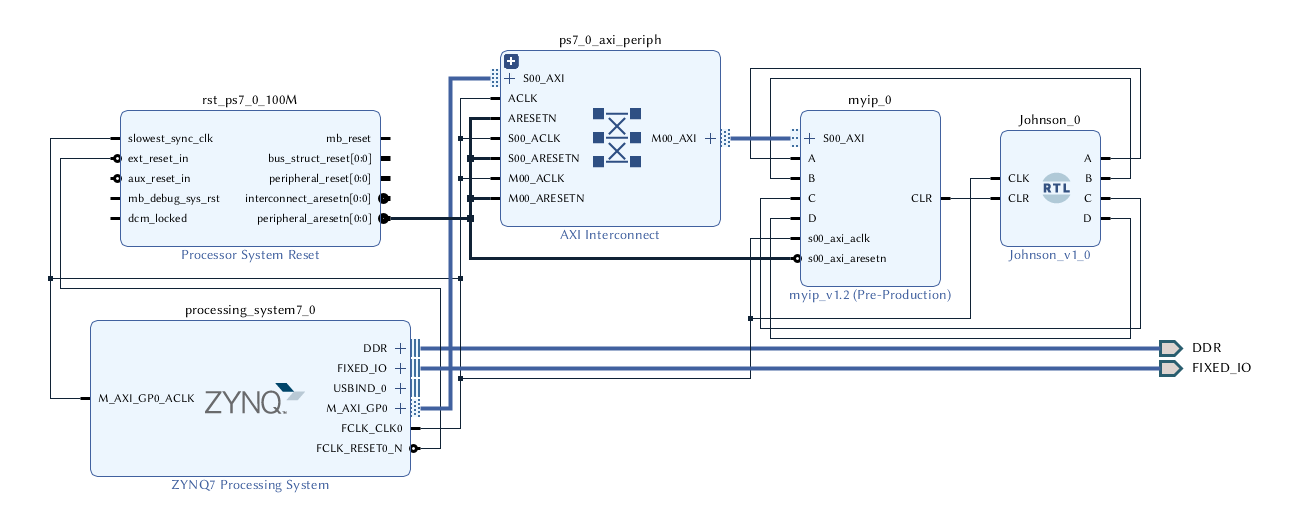 ps7_0_axi_periph
S00_AXI
ACLK
ARESETN
S00_ACLK
S00_ARESETN
M00_ACLK
M00_ARESETN
M00_AXI
AXI Interconnect
rst_ps7_0_100M
slowest_sync_clk
ext_reset_in
aux_reset_in
mb_debug_sys_rst
dcm_locked
mb_reset
bus_struct_reset[0:0]
peripheral_reset[0:0]
interconnect_aresetn[0:0]
peripheral_aresetn[0:0]
Processor System Reset
myip_0
S00_AXI
A
B
C
D
s00_axi_aclk
s00_axi_aresetn
CLR
myip_v1.2 (Pre-Production)
Johnson_0
CLK
CLR
RTL
A
B
C
D
Johnson_v1_0
processing_system7_0
M_AXI_GP0_ACLK
ZYNQ
DDR
FIXED_IO
USBIND_0
M_AXI_GP0
FCLK_CLK0
FCLK_RESET0_N
ZYNQ7 Processing System
DDR
FIXED_IO